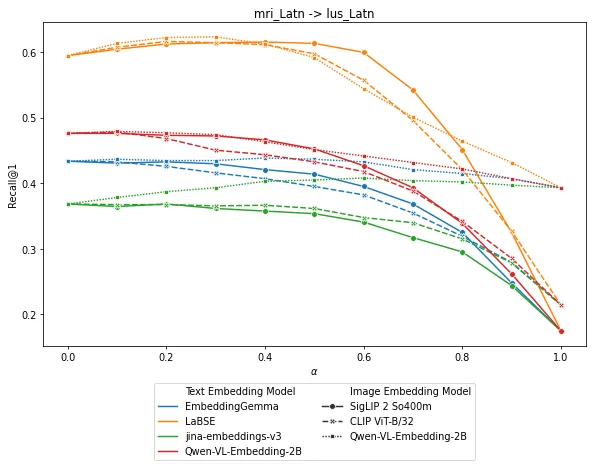 mri_Latn -> lus_Latn
Recall@1
0.6
0.5
0.4
0.3
0.2
0.0 0.2 0.4 0.6 0.8 1.0
α
Text Embedding Model Image Embedding Model
EmbeddingGemma SigLIP 2 So400m
LaBSE CLIP ViT-B/32
jina-embeddings-v3 Qwen-VL-Embedding-2B
Qwen-VL-Embedding-2B